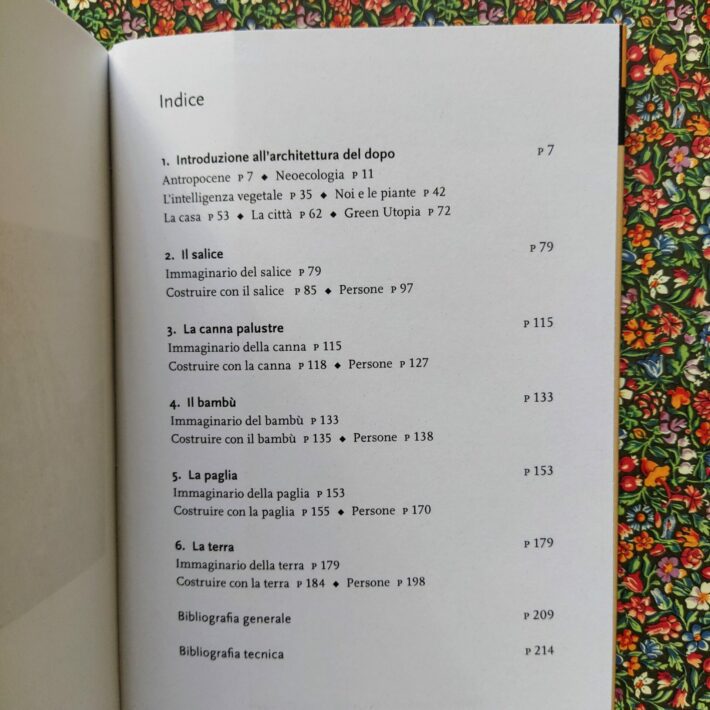 Indice
1. Introduzione all'architettura del dopo P 7
Antropocene P 7 ◆ Neoecologia P 11
L'intelligenza vegetale P 35 ◆ Noi e le piante P 42
La casa P 53 ◆ La città P 62 ◆ Green Utopia P 72
2. Il salice P 79
Immaginario del salice P 79
Costruire con il salice P 85 ◆ Persone P 97
3. La canna palustre P 115
Immaginario della canna P 115
Costruire con la canna P 118 ◆ Persone P 127
4. Il bambù P 133
Immaginario del bambù P 133
Costruire con il bambù P 135 ◆ Persone P 138
5. La paglia P 153
Immaginario della paglia P 153
Costruire con la paglia P 155 ◆ Persone P 170
6. La terra P 179
Immaginario della terra P 179
Costruire con la terra P 184 ◆ Persone P 198
Bibliografia generale P 209
Bibliografia tecnica P 214